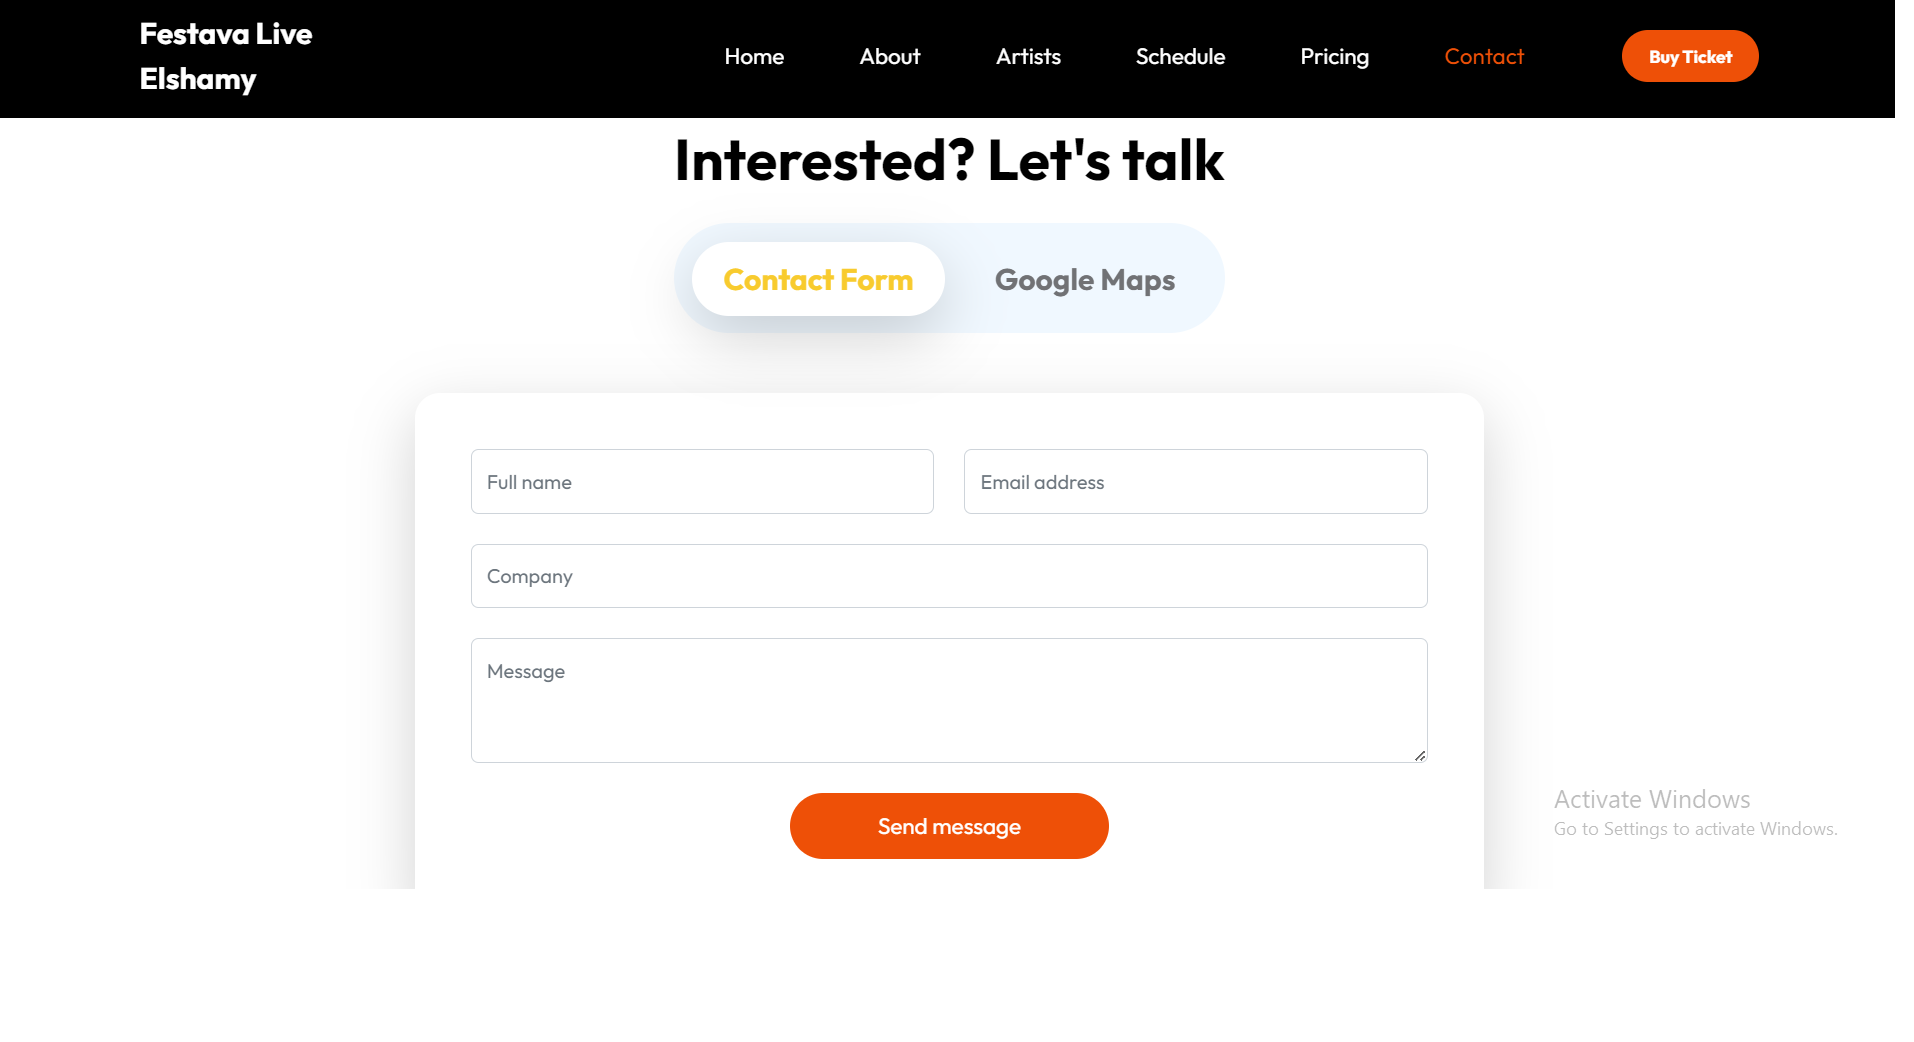 Festava Live
Elshamy
Home About Artists Schedule Pricing Contact Buy Ticket
Interested? Let's talk
Contact Form Google Maps
Full name Email address
Company
Message
Send message
Activate Windows
Go to Settings to activate Windows.